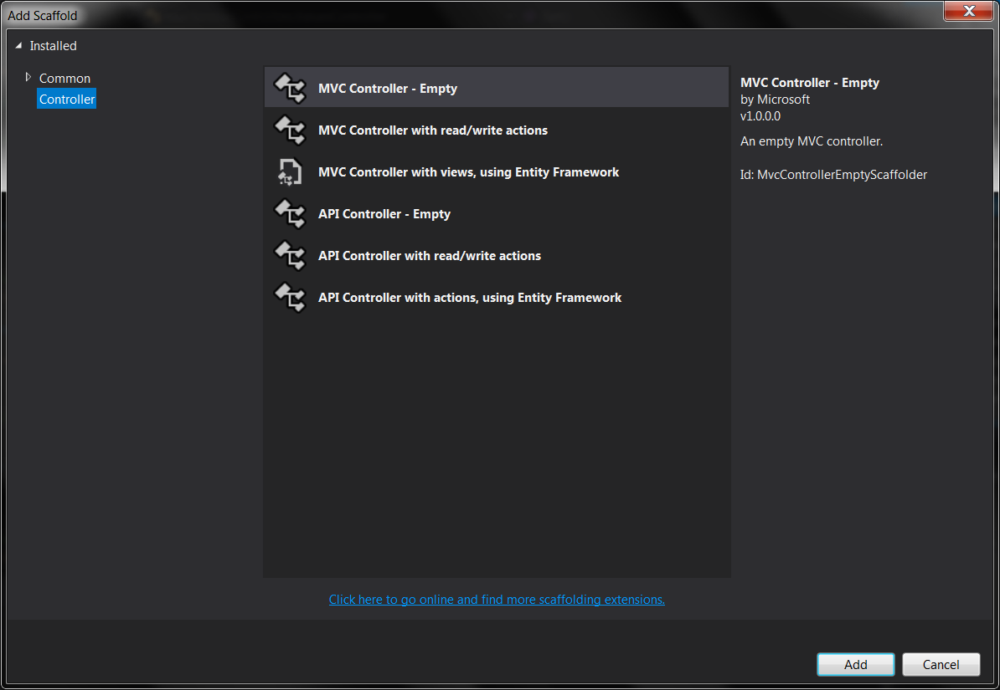 Add Scaffold
Installed
Common
Controller
MVC Controller - Empty
MVC Controller with read/write actions
MVC Controller with views, using Entity Framework
API Controller - Empty
API Controller with read/write actions
API Controller with actions, using Entity Framework
MVC Controller - Empty
by Microsoft
v1.0.0.0
An empty MVC controller.
Id: MvcControllerEmptyScaffolder
Click here to go online and find more scaffolding extensions.
Add
Cancel